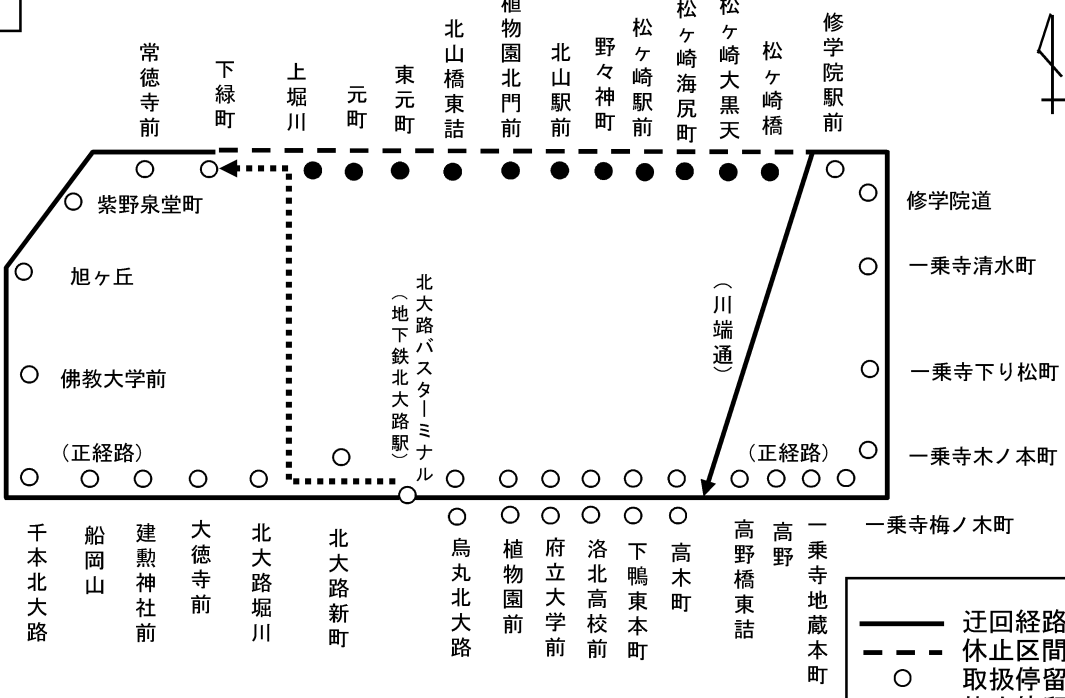 常徳寺前
下緑町
上堀川
元町
東元町
北山橋東詰
植物園北門前
北山駅前
野々神町
松ヶ崎駅前
松ヶ崎海尻町
松ヶ崎大黒天
松ヶ崎橋
修学院駅前
紫野泉堂町
修学院道
旭ヶ丘
一乗寺清水町
北大路バスターミナル
（地下鉄北大路駅）
（川端通）
佛教大学前
一乗寺下り松町
（正経路）
（正経路）
一乗寺木ノ本町
一乗寺梅ノ木町
千本北大路
船岡山
建勲神社前
大徳寺前
北大路堀川
北大路新町
烏丸北大路
植物園前
府立大学前
洛北高校前
下鴨東本町
高木町
高野橋東詰
高野
一乗寺地蔵本町
迂回経路
休止区間
取扱停留